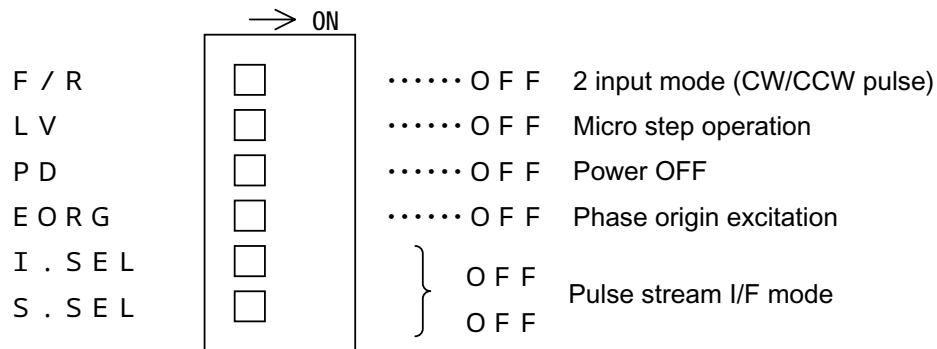 → ON
F / R ······ O F F 2 input mode (CW/CCW pulse)
L V ······ O F F Micro step operation
P D ······ O F F Power OFF
E O R G ······ O F F Phase origin excitation
I . S E L O F F
Pulse stream I/F mode
S . S E L O F F